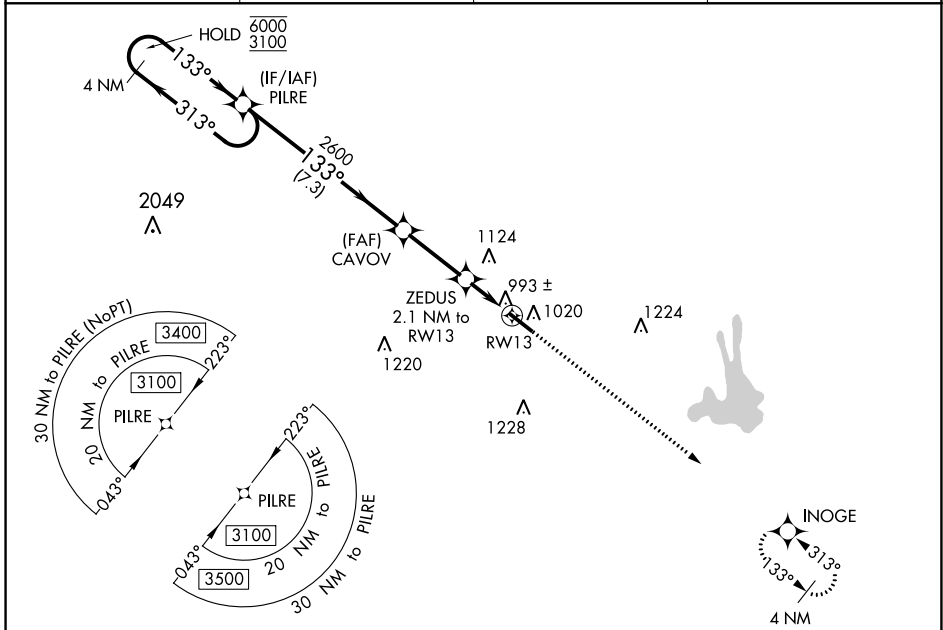 HOLD 6000
3100
133°
4 NM
313°
(IF/IAF)
PILRE
2600
133°
(7.3)
2049
(FAF)
CAVOV
1124
ZEDUS
2.1 NM to
RW13
993 ±
1020
RW13
1224
1220
1228
30 NM to PILRE (NoPT)
3400
223°
20 NM to PILRE
3100
PILRE
043°
223°
PILRE
3100
20 NM to PILRE
043°
3500
30 NM to PILRE
INOGE
313°
133°
4 NM